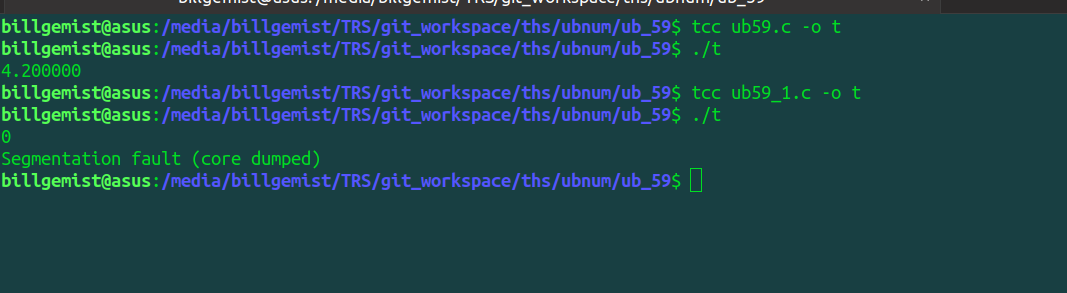 billgemist@asus: /media/billgemist/TRS/git_workspace/ths/ubnum/ub_59
billgemist@asus:/media/billgemist/TRS/git_workspace/ths/ubnum/ub_59$ tcc ub59.c -o t
billgemist@asus:/media/billgemist/TRS/git_workspace/ths/ubnum/ub_59$ ./t
4.200000
billgemist@asus:/media/billgemist/TRS/git_workspace/ths/ubnum/ub_59$ tcc ub59_1.c -o t
billgemist@asus:/media/billgemist/TRS/git_workspace/ths/ubnum/ub_59$ ./t
0
Segmentation fault (core dumped)
billgemist@asus:/media/billgemist/TRS/git_workspace/ths/ubnum/ub_59$